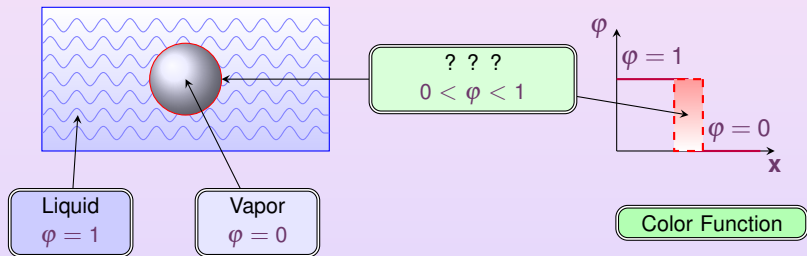 ? ? ?
0 < φ < 1
Liquid
φ = 1
Vapor
φ = 0
φ
φ = 1
φ = 0
x
Color Function